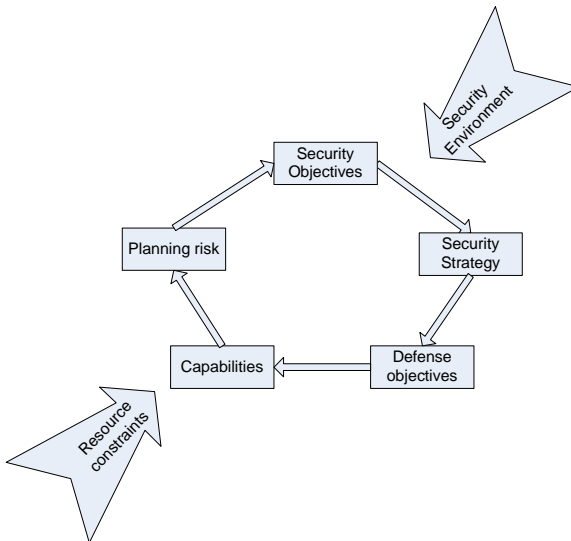 Security
Environment
Security
Objectives
Planning risk
Security
Strategy
Capabilities
Defense
objectives
Resource
constraints